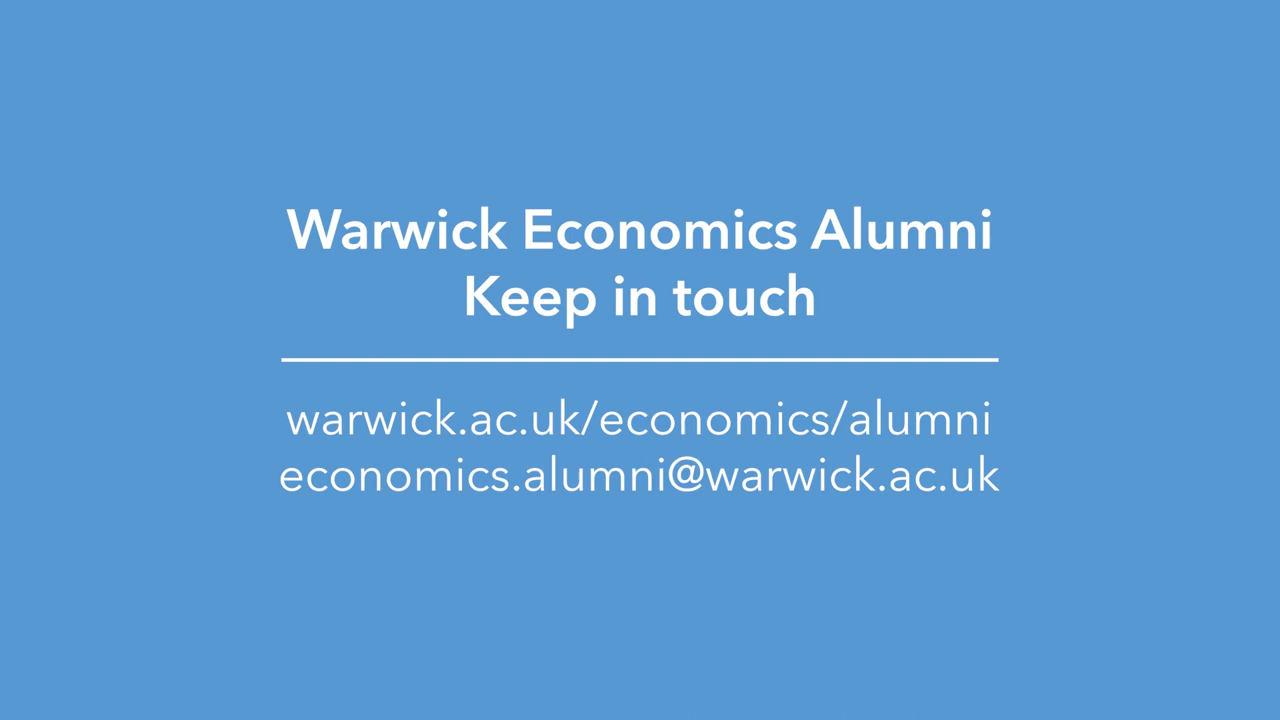 Warwick Economics Alumni
Keep in touch
warwick.ac.uk/economics/alumni
economics.alumni@warwick.ac.uk